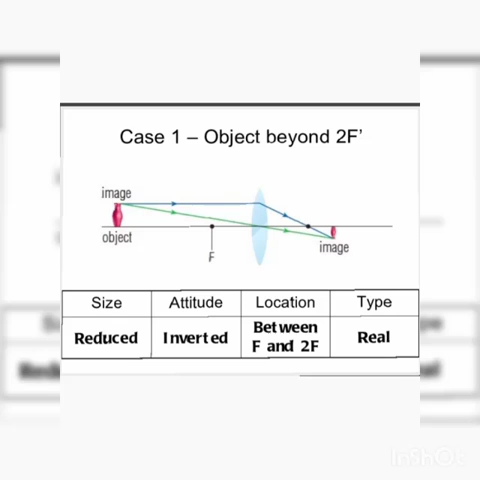 Case 1 – Object beyond 2F'
image
object
F
image
Size Attitude Location Type
Reduced Inverted Between F and 2F Real
InSHOt